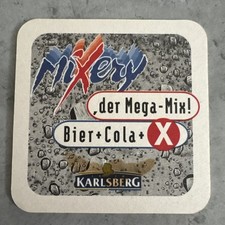 MiXery
‚der Mega-Mix!
Bier+Cola+X
KARLSBERG